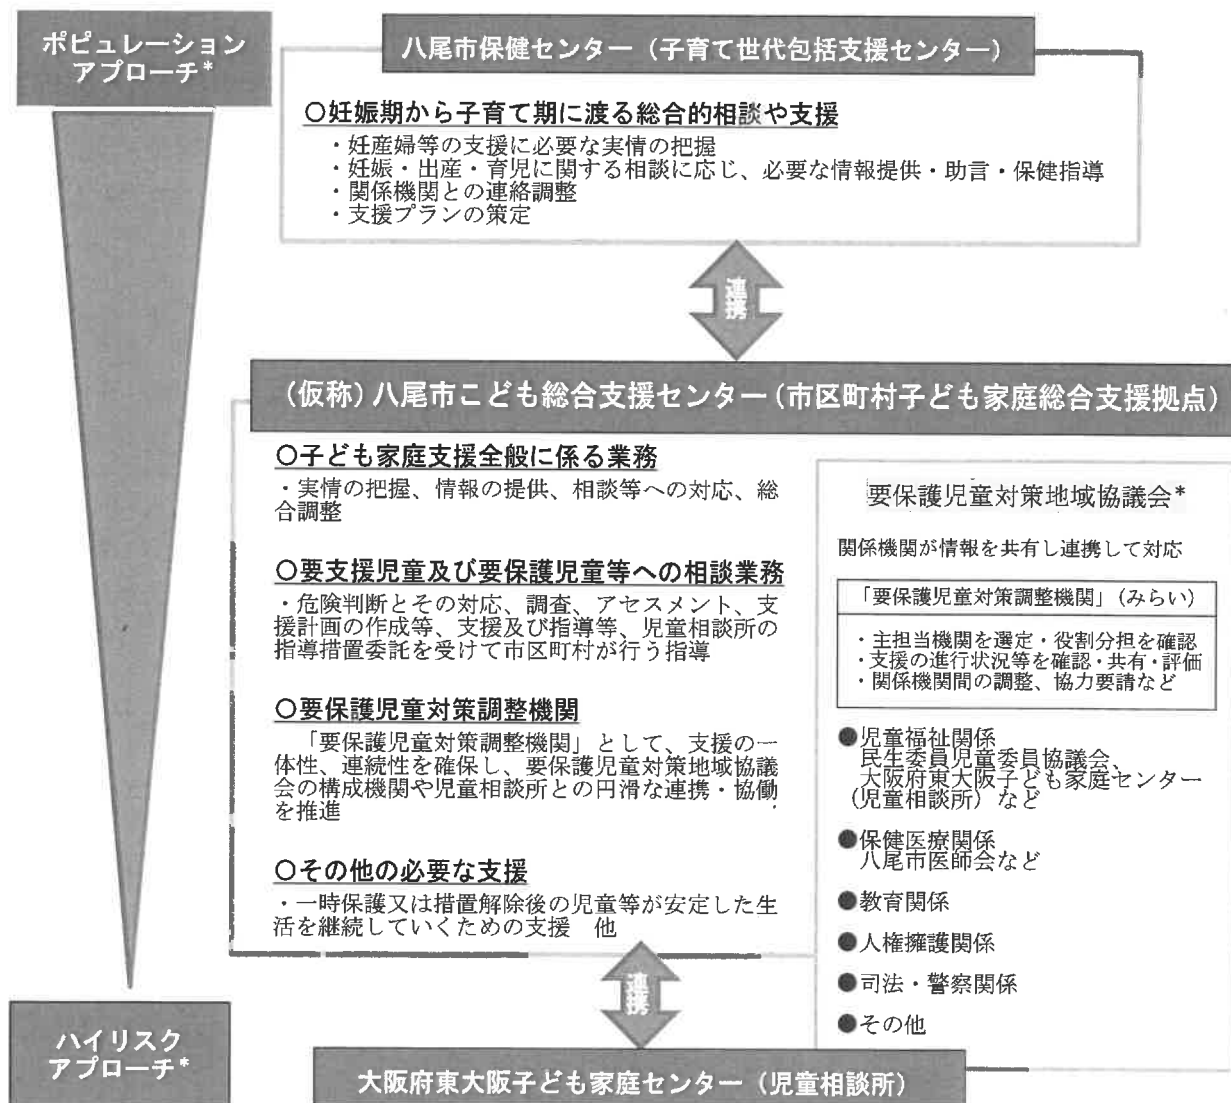 ポピュレーション
アプローチ*
八尾市保健センター（子育て世代包括支援センター）
○妊娠期から子育て期に渡る総合的相談や支援
・妊産婦等の支援に必要な実情の把握
・妊娠・出産・育児に関する相談に応じ、必要な情報提供・助言・保健指導
・関係機関との連絡調整
・支援プランの策定
連携
（仮称）八尾市こども総合支援センター（市区町村子ども家庭総合支援拠点）
○子ども家庭支援全般に係る業務
・実情の把握、情報の提供、相談等への対応、総
合調整
○要支援児童及び要保護児童等への相談業務
・危険判断とその対応、調査、アセスメント、支
援計画の作成等、支援及び指導等、児童相談所の
指導措置委託を受けて市区町村が行う指導
○要保護児童対策調整機関
「要保護児童対策調整機関」として、支援の一
体性、連続性を確保し、要保護児童対策地域協議
会の構成機関や児童相談所との円滑な連携・協働
を推進
○その他の必要な支援
・一時保護又は措置解除後の児童等が安定した生
活を継続していくための支援　他
要保護児童対策地域協議会*
関係機関が情報を共有し連携して対応
「要保護児童対策調整機関」（みらい）
・主担当機関を選定・役割分担を確認
・支援の進行状況等を確認・共有・評価
・関係機関間の調整、協力要請など
●児童福祉関係
民生委員児童委員協議会、
大阪府東大阪子ども家庭センター
（児童相談所）など
●保健医療関係
八尾市医師会など
●教育関係
●人権擁護関係
●司法・警察関係
●その他
連携
ハイリスク
アプローチ*
大阪府東大阪子ども家庭センター（児童相談所）